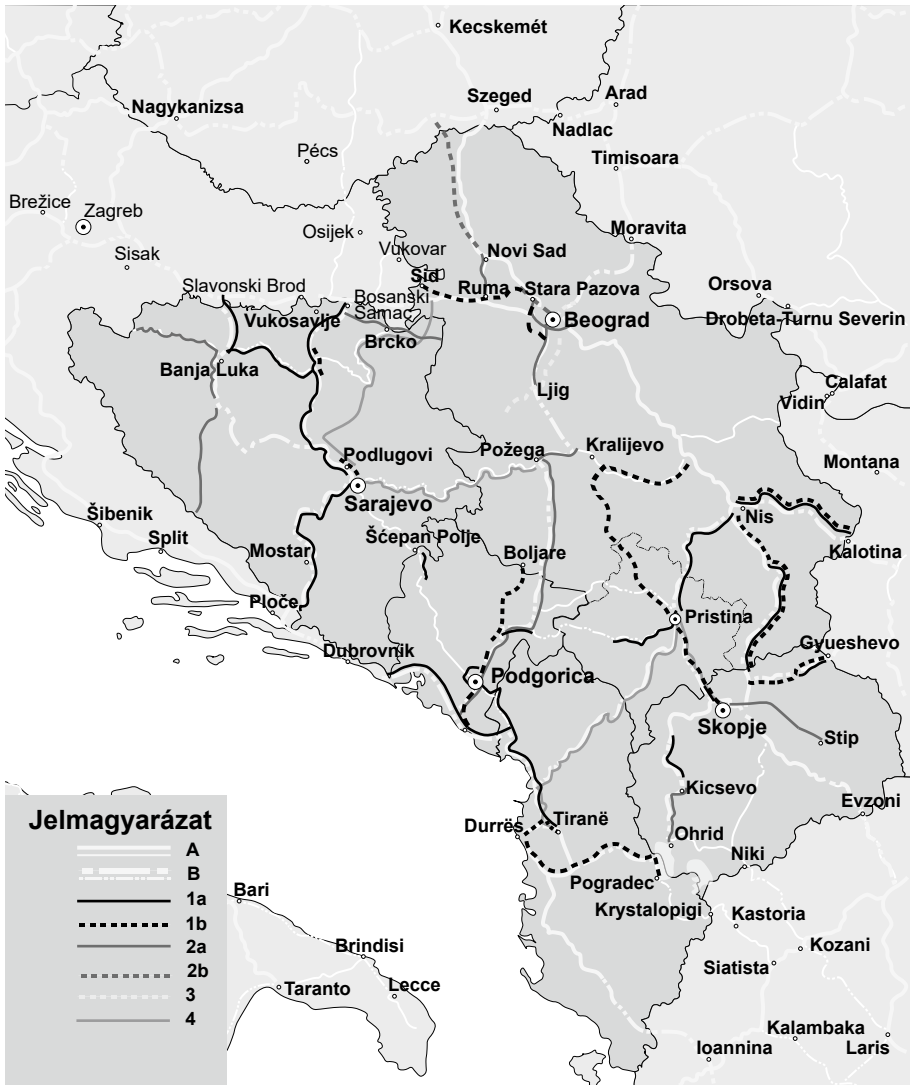 Kecskemét
Nagykanizsa
Szeged
Arad
Nadlac
Pécs
Timisoara
Brežice
Zagreb
Osijek
Moravita
Sisak
Vukovar
Novi Sad
Šid
Slavonski Brod
Bosanski
Samac
Ruma
Stara Pazova
Orsova
Vukosavlje
Beograd
Drobeta-Turnu Severin
Brcko
Banja Luka
Ljig
Calafat
Vidin
Podlugovi
Požega
Kralijevo
Montana
Sarajevo
Šibenik
Nis
Split
Mostar
Šćepan Polje
Boljare
Kalotina
Ploče
Pristina
Dubrovnik
Gyueshevo
Podgorica
Skopje
Stip
Kicsevo
Evzoni
Jelmagyarázat
A
B
1a
1b
2a
2b
3
4
Durrës
Tiranë
Ohrid
Niki
Pogradec
Bari
Krystalopigi
Kastoria
Brindisi
Kozani
Siatista
Taranto
Lecce
Kalambaka
Ioannina
Laris